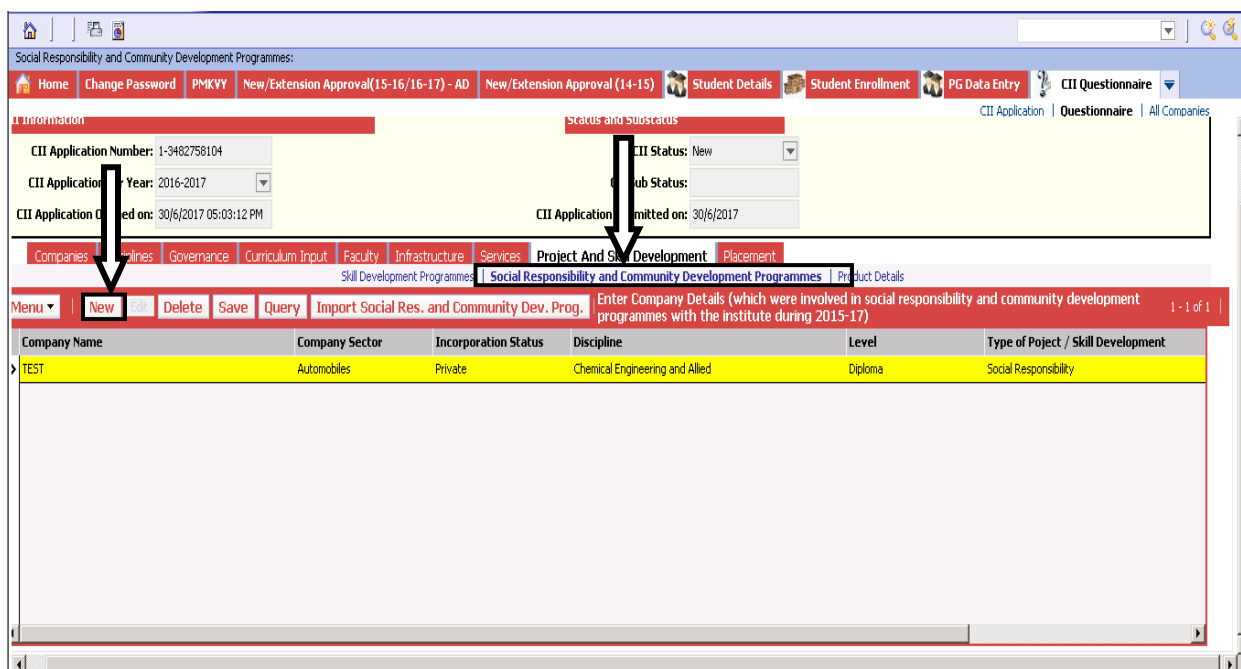 Social Responsibility and Community Development Programmes:
Home Change Password PMKVY New/Extension Approval(15-16/16-17) - AD New/Extension Approval (14-15) Student Details Student Enrollment PG Data Entry CII Questionnaire
CII Application | Questionnaire | All Companies
I Information Status and Substatus
CII Application Number: 1-3482758104 CII Status: New
CII Application Year: 2016-2017 Sub Status:
CII Application ed on: 30/6/2017 05:03:12 PM CII Application mitted on: 30/6/2017
Companies Governance Curriculum Input Faculty Infrastructure Services Project And Skill Development Placement
Skill Development Programmes | Social Responsibility and Community Development Programmes | Product Details
Menu New Edit Delete Save Query Import Social Res. and Community Dev. Prog. Enter Company Details (which were involved in social responsibility and community development
programmes with the institute during 2015-17) 1 - 1 of 1
Company Name Company Sector Incorporation Status Discipline Level Type of Poject / Skill Development
TEST Automobiles Private Chemical Engineering and Allied Diploma Social Responsibility